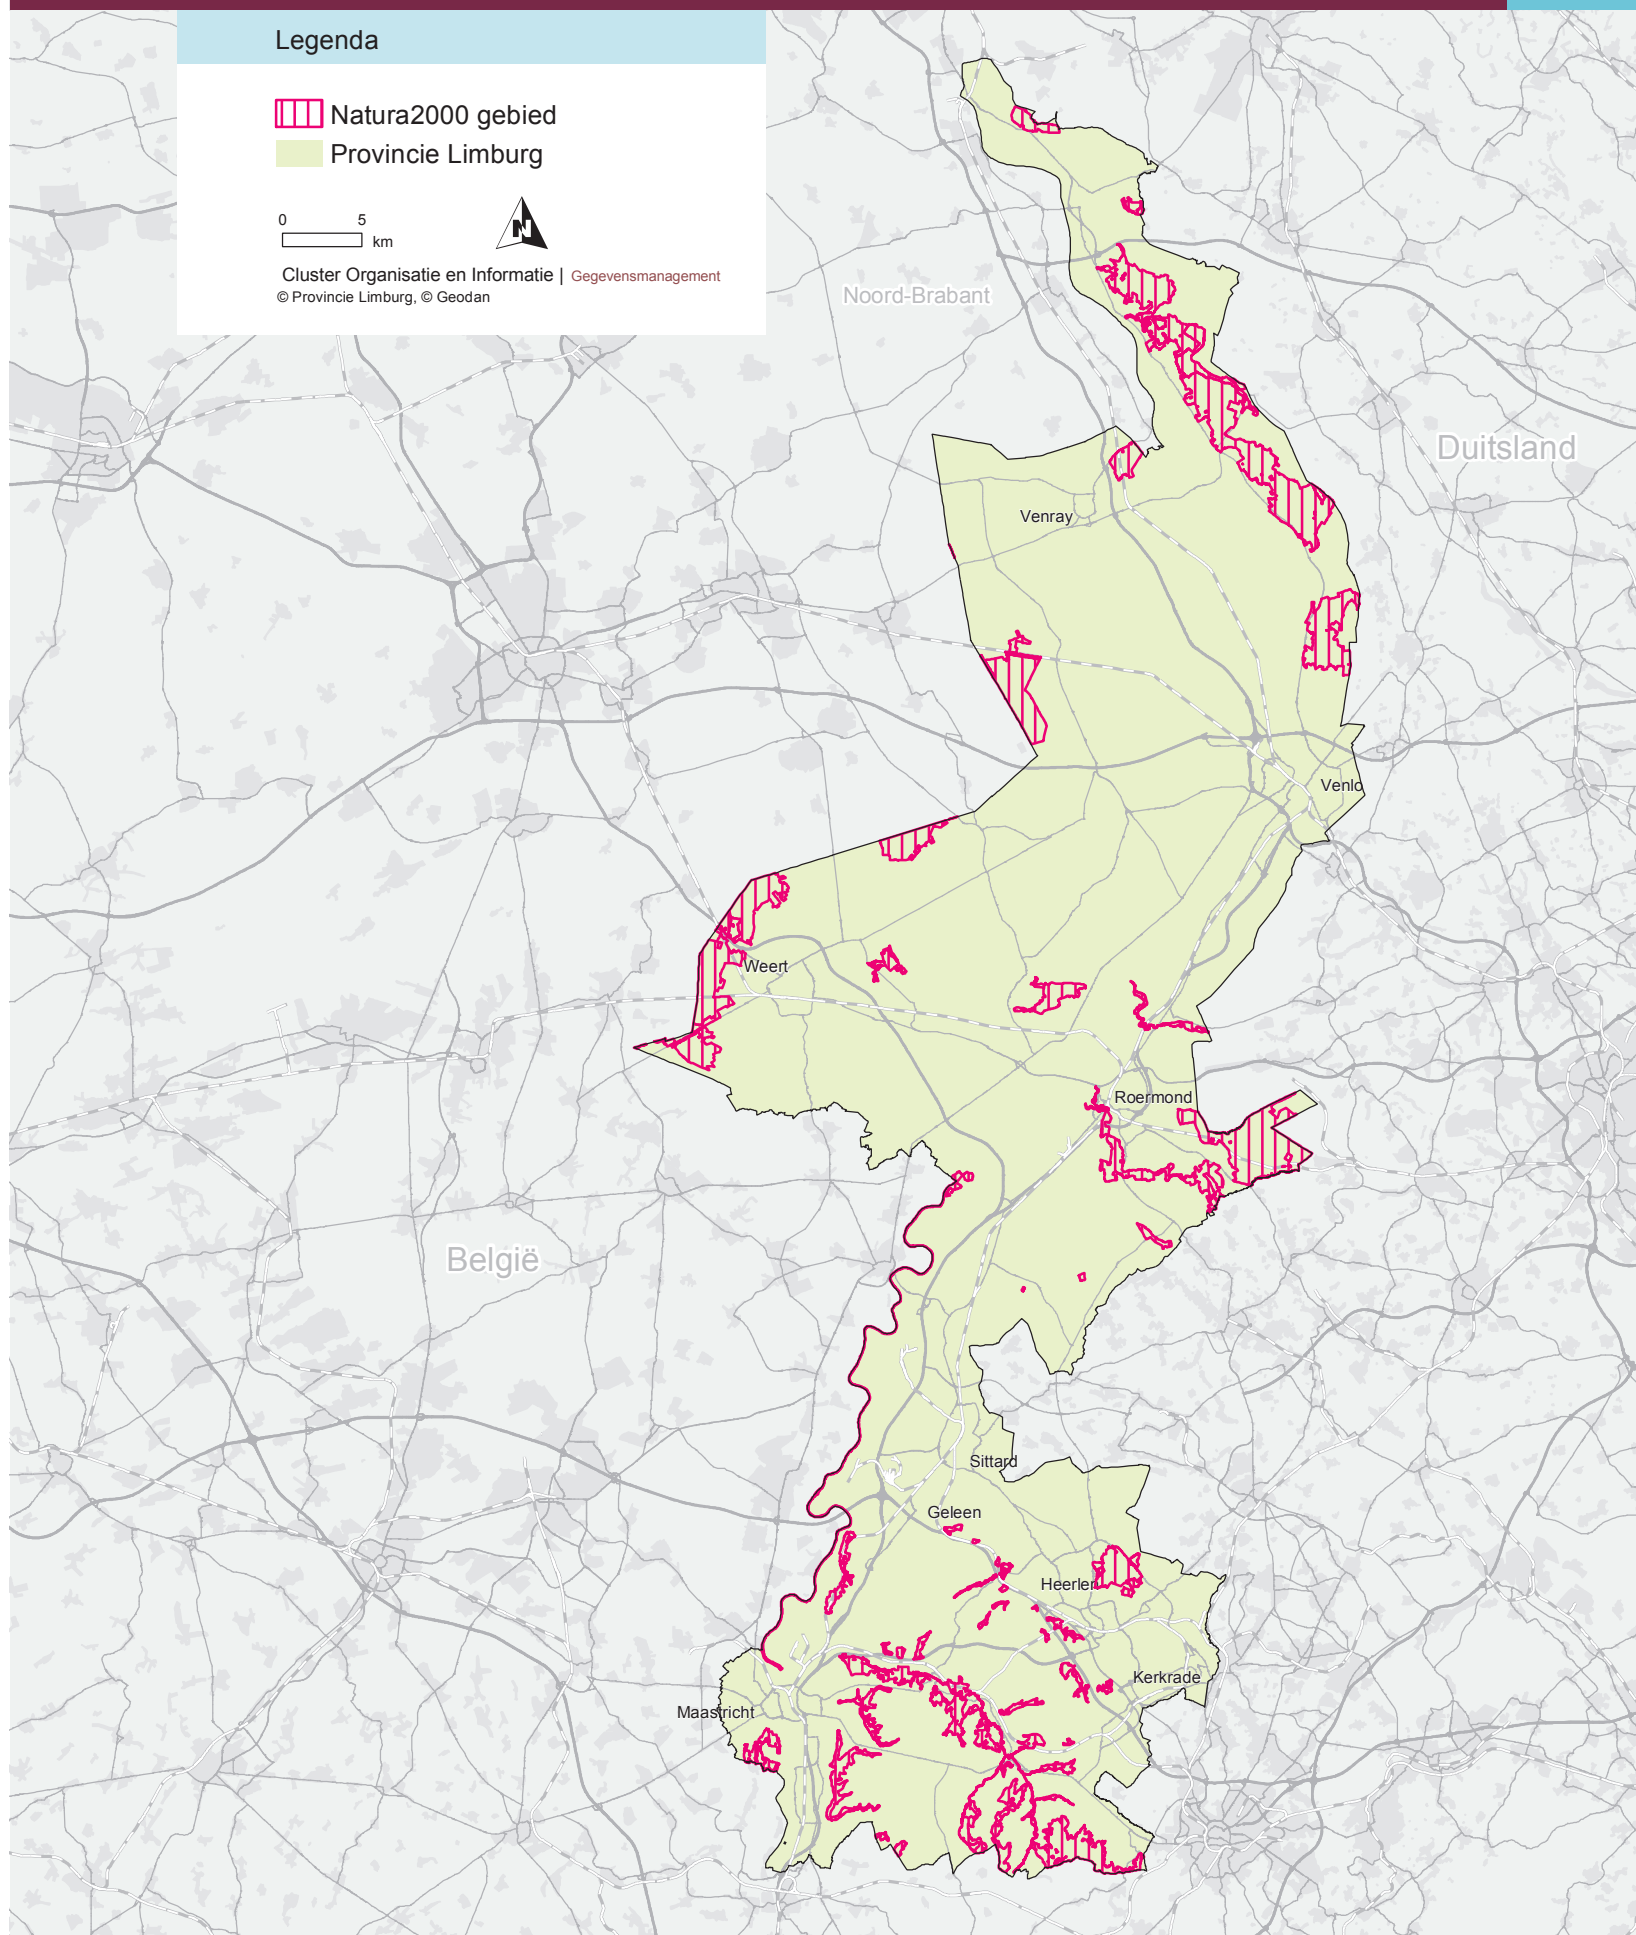 Legenda
Natura2000 gebied
Provincie Limburg
0 5
km
N
Cluster Organisatie en Informatie | Gegevensmanagement
© Provincie Limburg, © Geodan
Noord-Brabant
Duitsland
Venray
Venlo
Weert
Roermond
België
Sittard
Geleen
Heerlen
Kerkrade
Maastricht